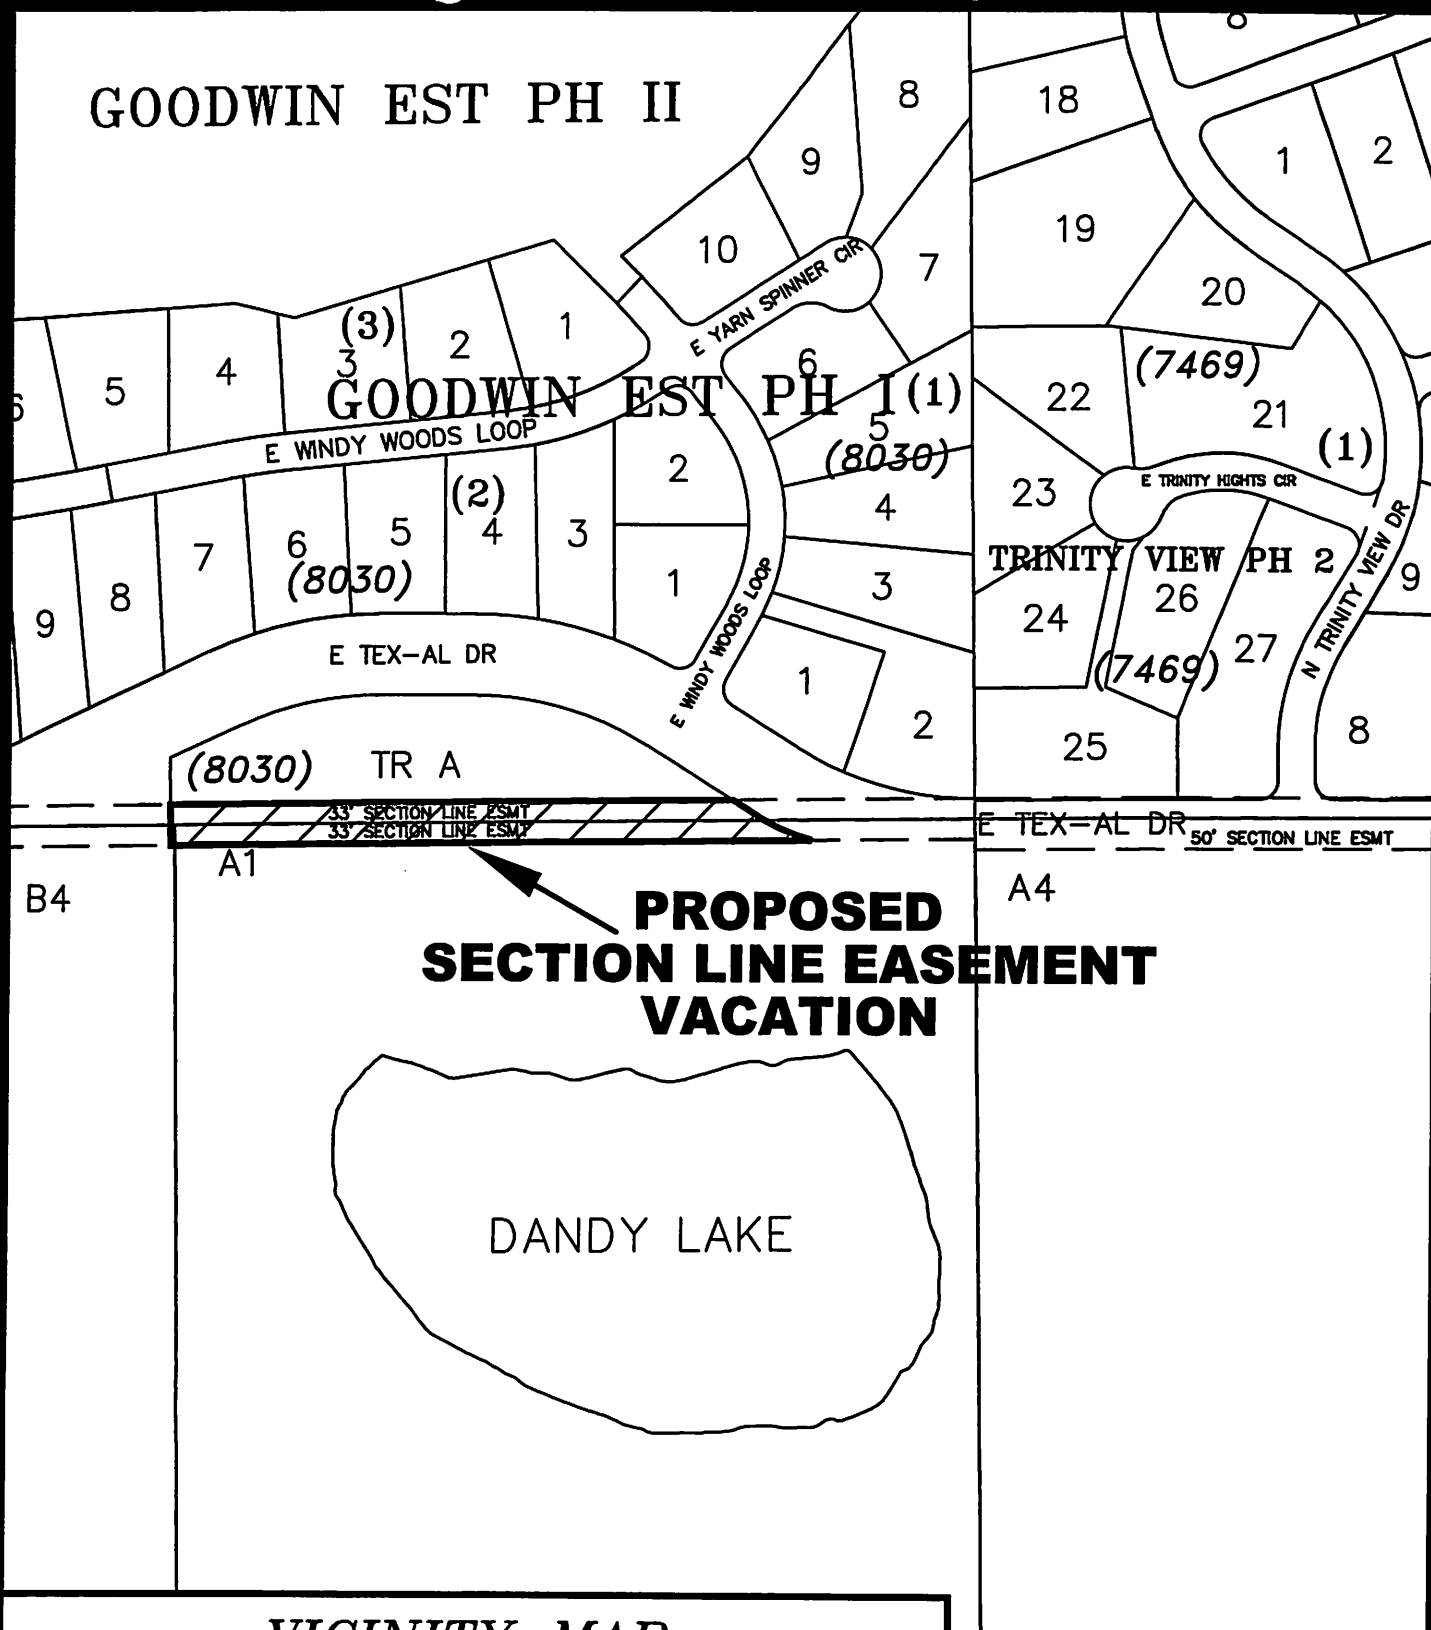 GOODWIN EST PH II
8
18
1
2
9
10
19
7
20
E YARN SPINNER CIR
(3)
1
2
3
4
5
6
6
(7469)
22
21
GOODWIN EST PH I
(1)
5
(8030)
(1)
E WINDY WOODS LOOP
2
E TRINITY HIGHTS CIR
23
(2)
4
3
5
6
7
8
9
(8030)
4
N TRINITY VIEW DR
TRINITY VIEW PH 2
1
3
E WINDY WOODS LOOP
9
26
24
27
E TEX-AL DR
(7469)
1
2
25
8
(8030)
TR A
33' SECTION LINE ESMT
33' SECTION LINE ESMT
E TEX-AL DR
50' SECTION LINE ESMT
A1
B4
A4
PROPOSED
SECTION LINE EASEMENT
VACATION
DANDY LAKE
VICINITY MAP